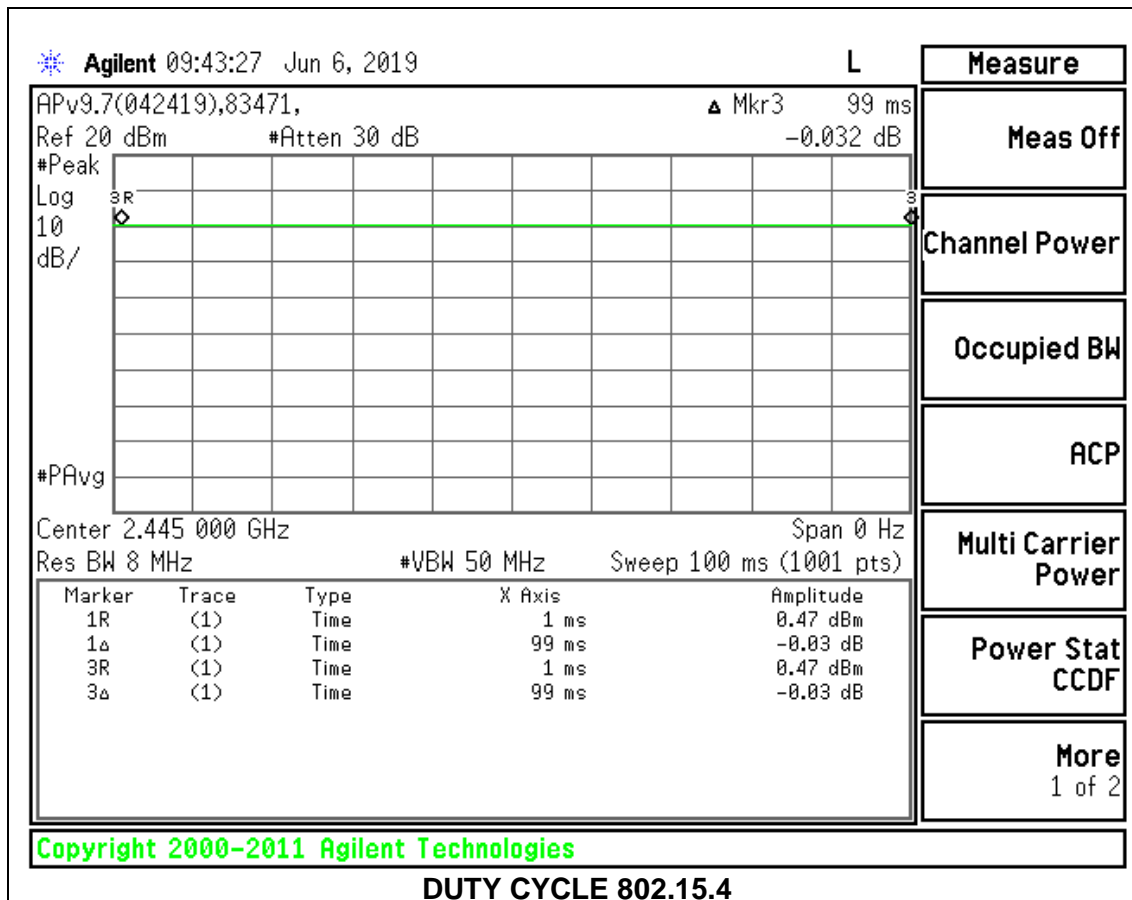 Agilent 09:43:27 Jun 6, 2019 L Measure
APv9.7(042419),83471, Δ Mkr3 99 ms
Ref 20 dBm #Atten 30 dB -0.032 dB
Meas Off
#Peak
Log
10
dB/
3R
3
Channel Power
Occupied BW
ACP
#PAvg
Center 2.445 000 GHz Span 0 Hz
Res BW 8 MHz #VBW 50 MHz Sweep 100 ms (1001 pts)
Multi Carrier
Power
Marker Trace Type X Axis Amplitude
1R (1) Time 1 ms 0.47 dBm
1Δ (1) Time 99 ms -0.03 dB
3R (1) Time 1 ms 0.47 dBm
3Δ (1) Time 99 ms -0.03 dB
Power Stat
CCDF
More
1 of 2
Copyright 2000-2011 Agilent Technologies
DUTY CYCLE 802.15.4